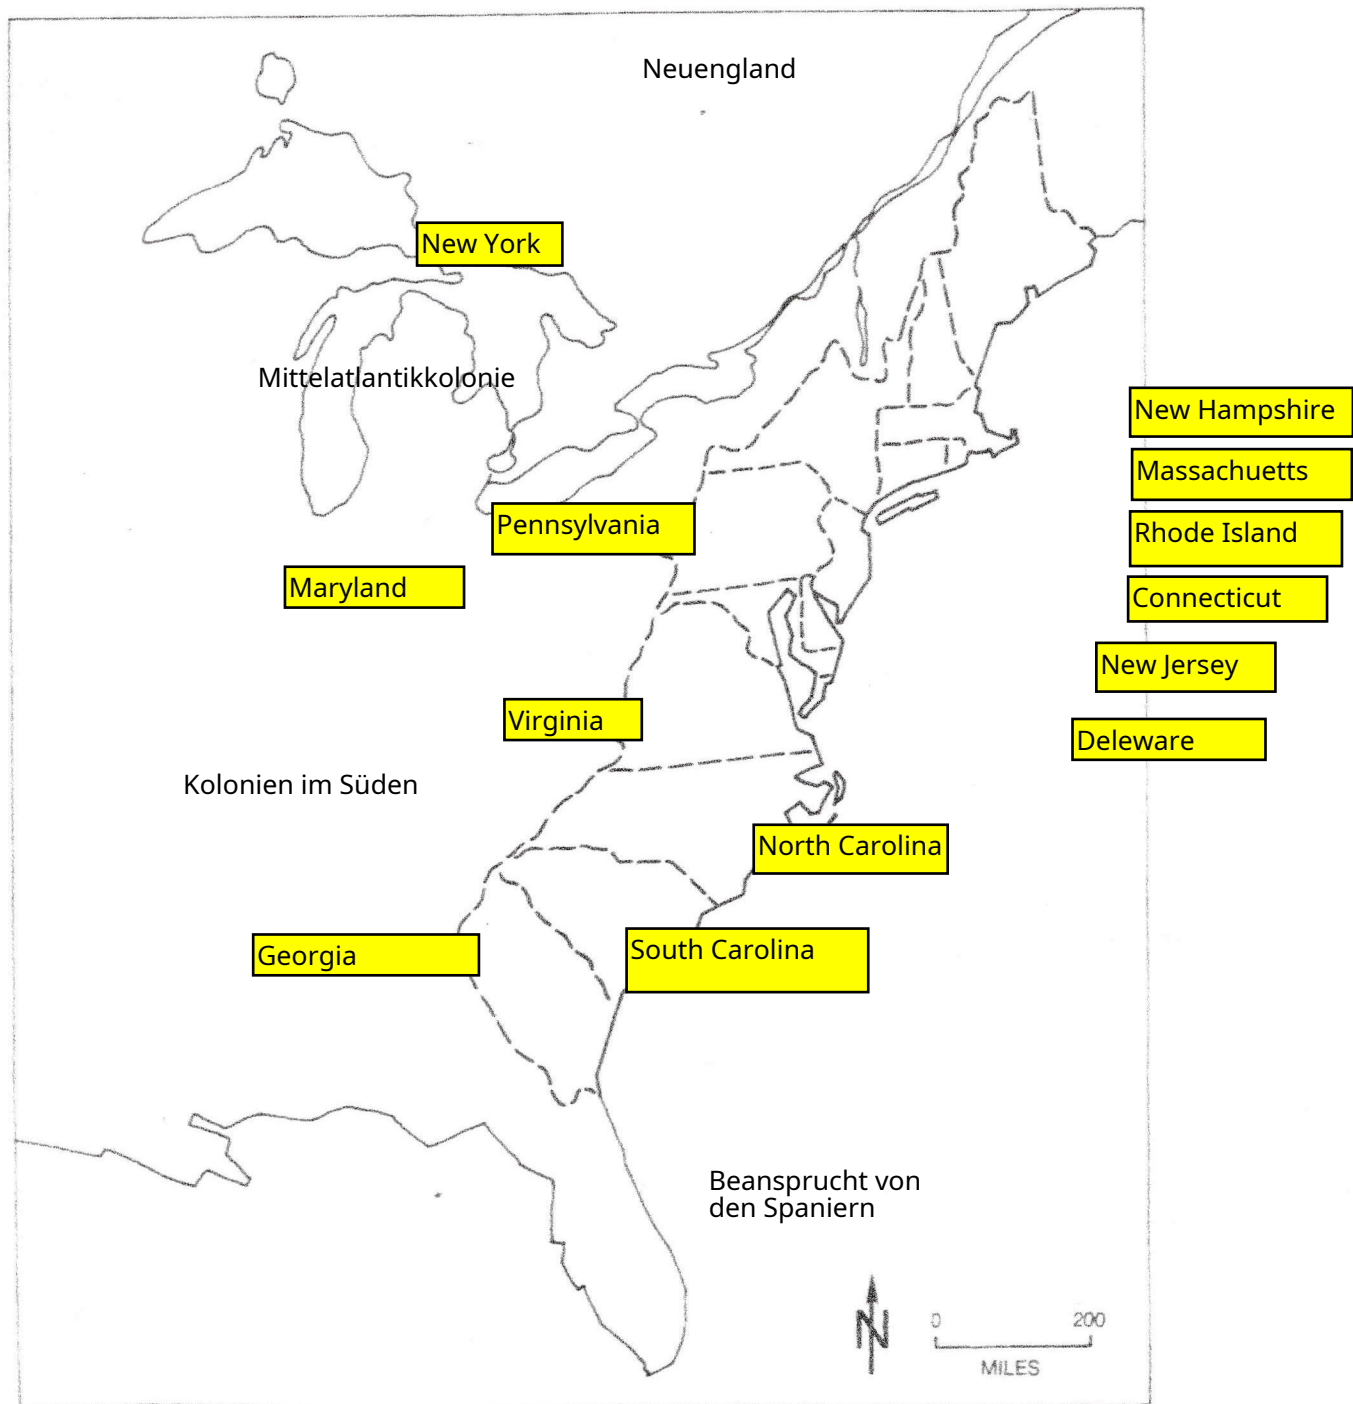 Neuengland
New York
Mittelatlantikkolonie
New Hampshire
Massachuetts
Pennsylvania
Rhode Island
Maryland
Connecticut
New Jersey
Virginia
Deleware
Kolonien im Süden
North Carolina
Georgia
South Carolina
Beansprucht von
den Spaniern
N
0 200
MILES